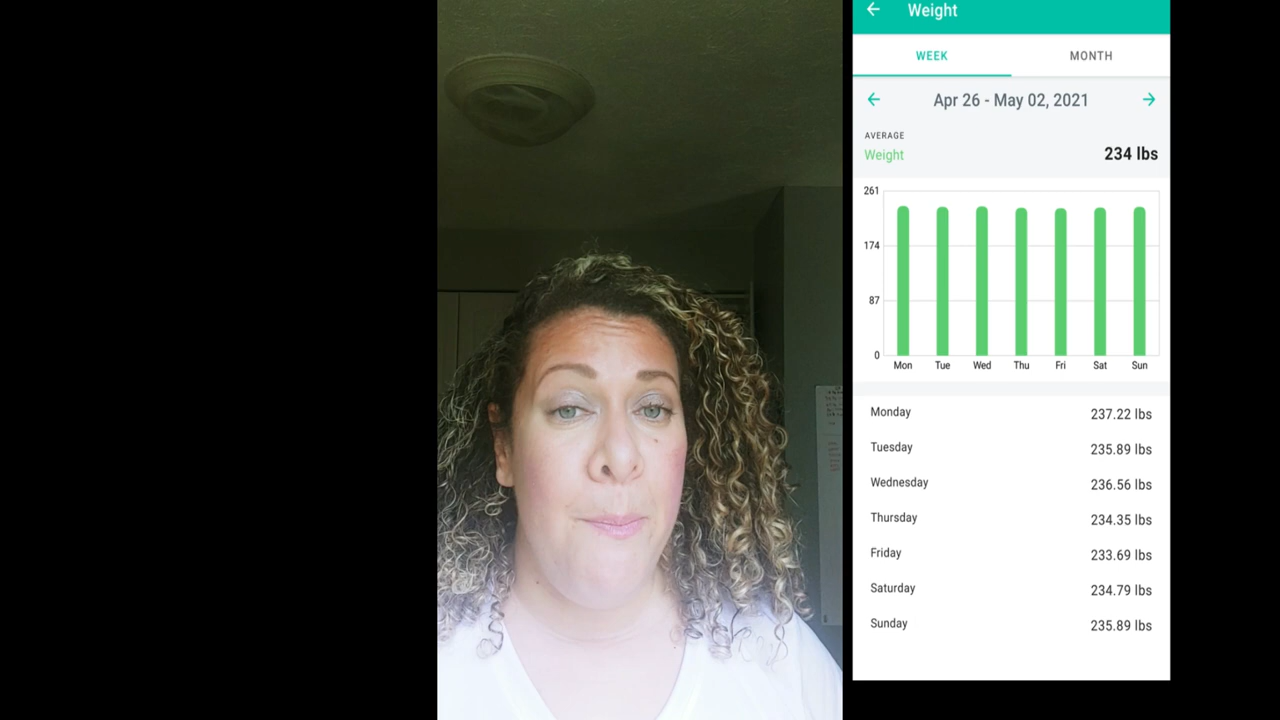 Weight
WEEK MONTH
Apr 26 - May 02, 2021
AVERAGE
Weight 234 lbs
261
174
87
0
Mon Tue Wed Thu Fri Sat Sun
Monday 237.22 lbs
Tuesday 235.89 lbs
Wednesday 236.56 lbs
Thursday 234.35 lbs
Friday 233.69 lbs
Saturday 234.79 lbs
Sunday 235.89 lbs